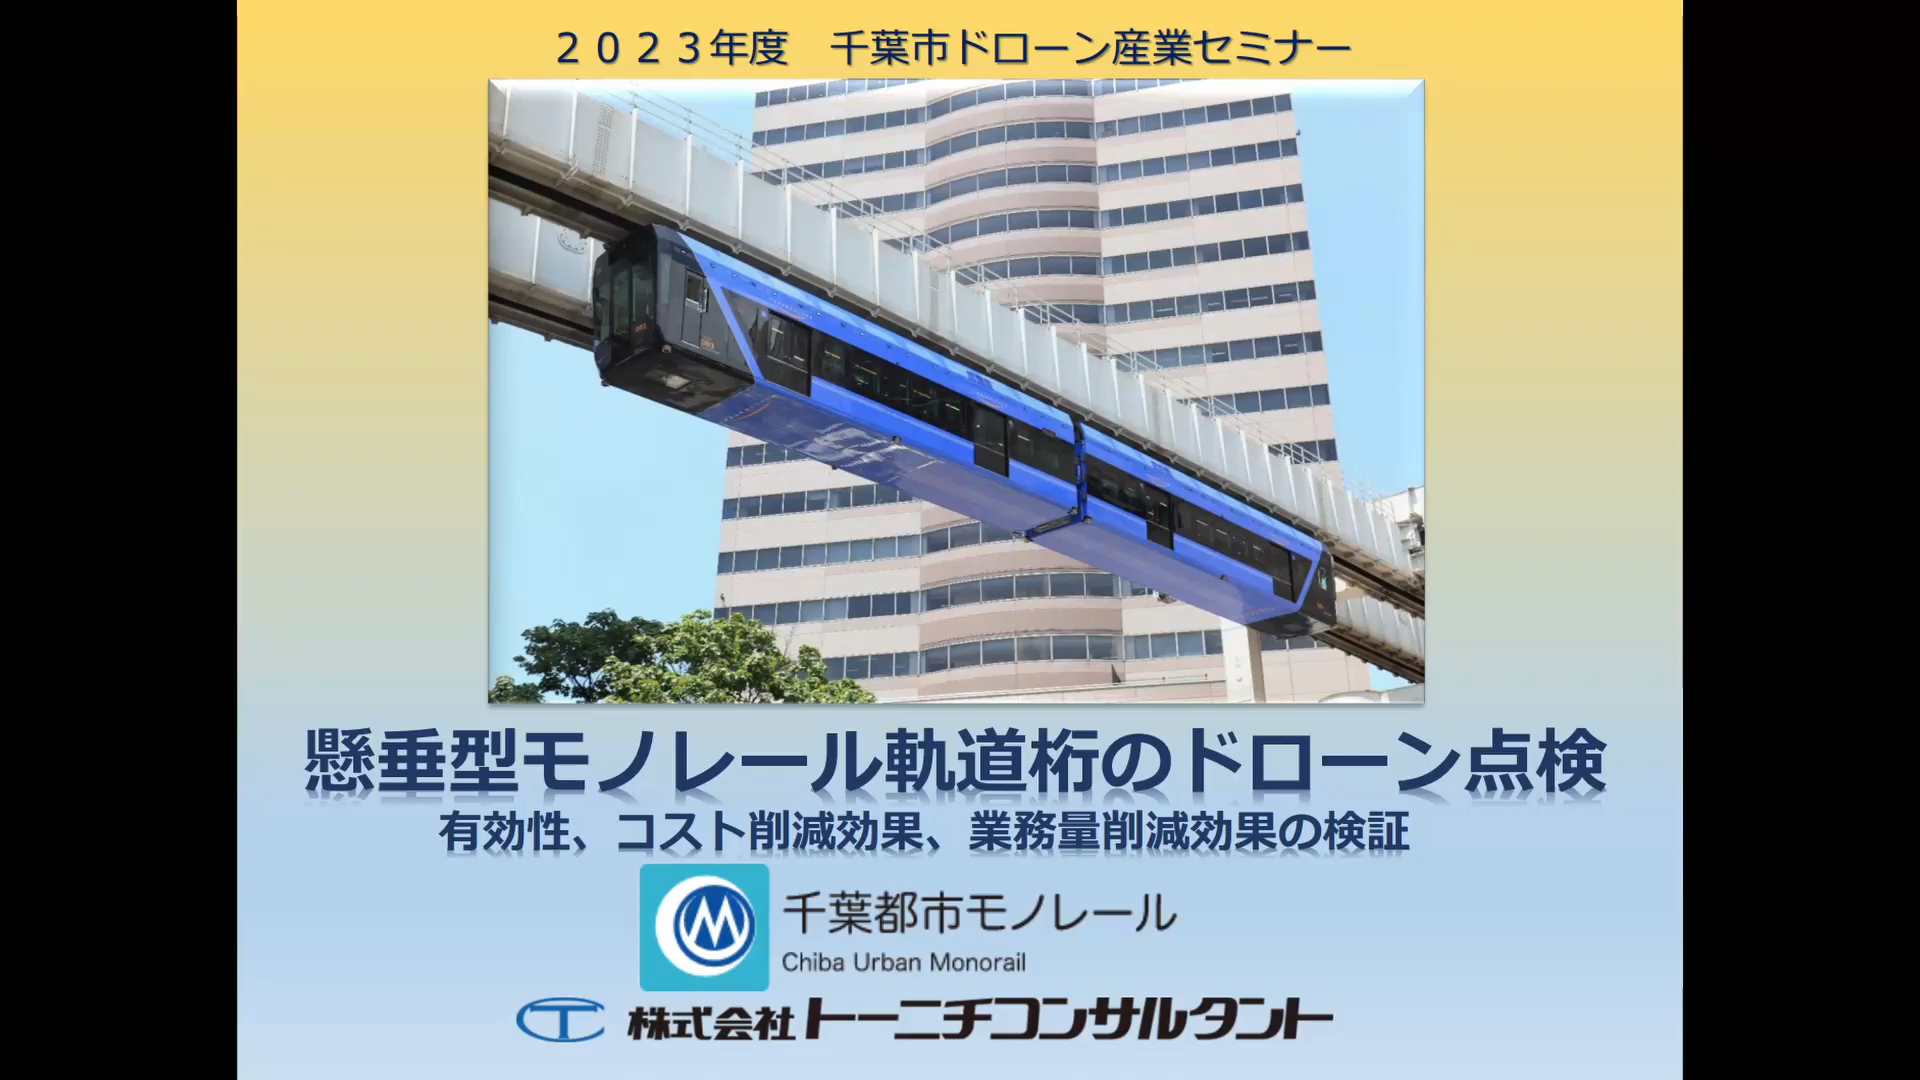 ２０２３年度　千葉市ドローン産業セミナー
懸垂型モノレール軌道桁のドローン点検
有効性、コスト削減効果、業務量削減効果の検証
千葉都市モノレール
Chiba Urban Monorail
株式会社トーニチコンサルタント